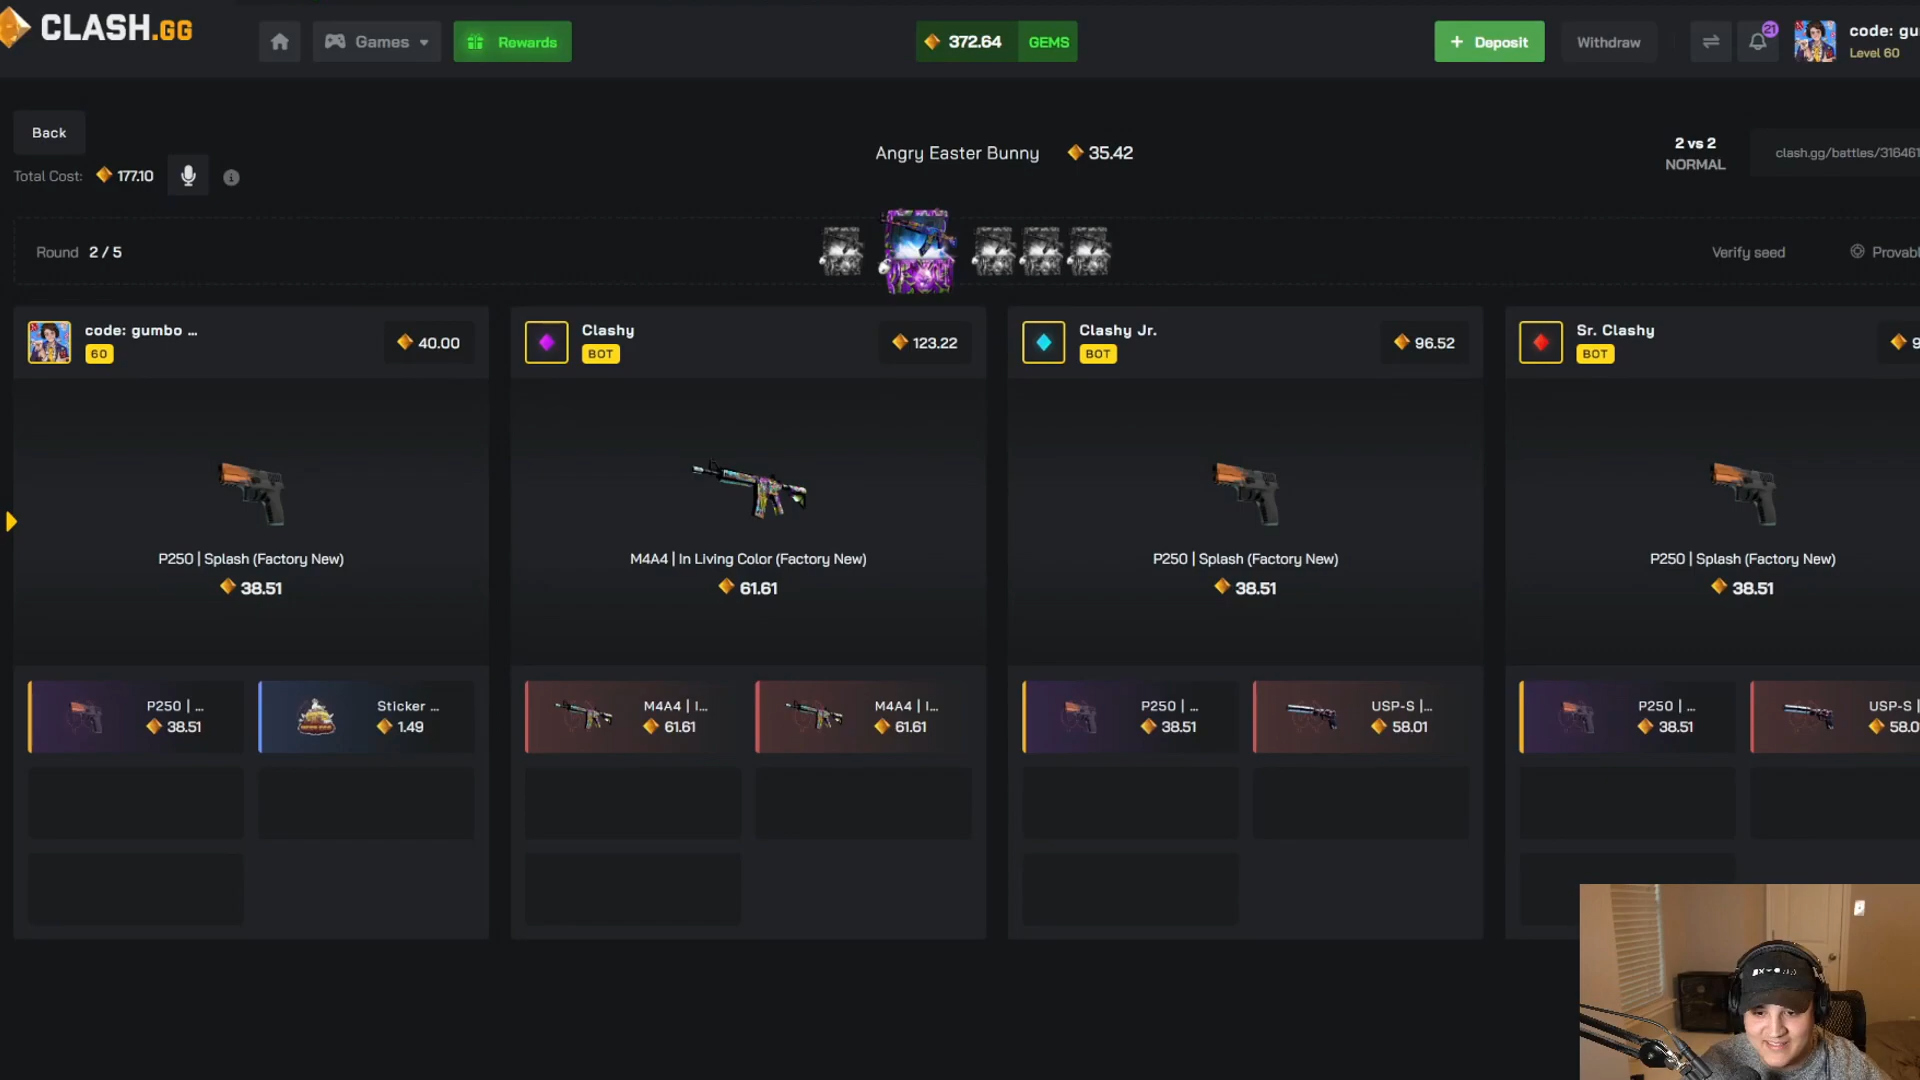 CLASH.GG
Games
Rewards
372.64 GEMS
+ Deposit
Withdraw
21
code: gu
Level 60
Back
Total Cost: 177.10
Angry Easter Bunny 35.42
2 vs 2
NORMAL
clash.gg/battles/316461
Round 2 / 5
Verify seed
Provabl
code: gumbo ...
60
40.00
Clashy
BOT
123.22
Clashy Jr.
BOT
96.52
Sr. Clashy
BOT
9
P250 | Splash (Factory New)
38.51
M4A4 | In Living Color (Factory New)
61.61
P250 | Splash (Factory New)
38.51
P250 | Splash (Factory New)
38.51
P250 | ...
38.51
Sticker ...
1.49
M4A4 | I...
61.61
M4A4 | I...
61.61
P250 | ...
38.51
USP-S |...
58.01
P250 | ...
38.51
USP-S |
58.0